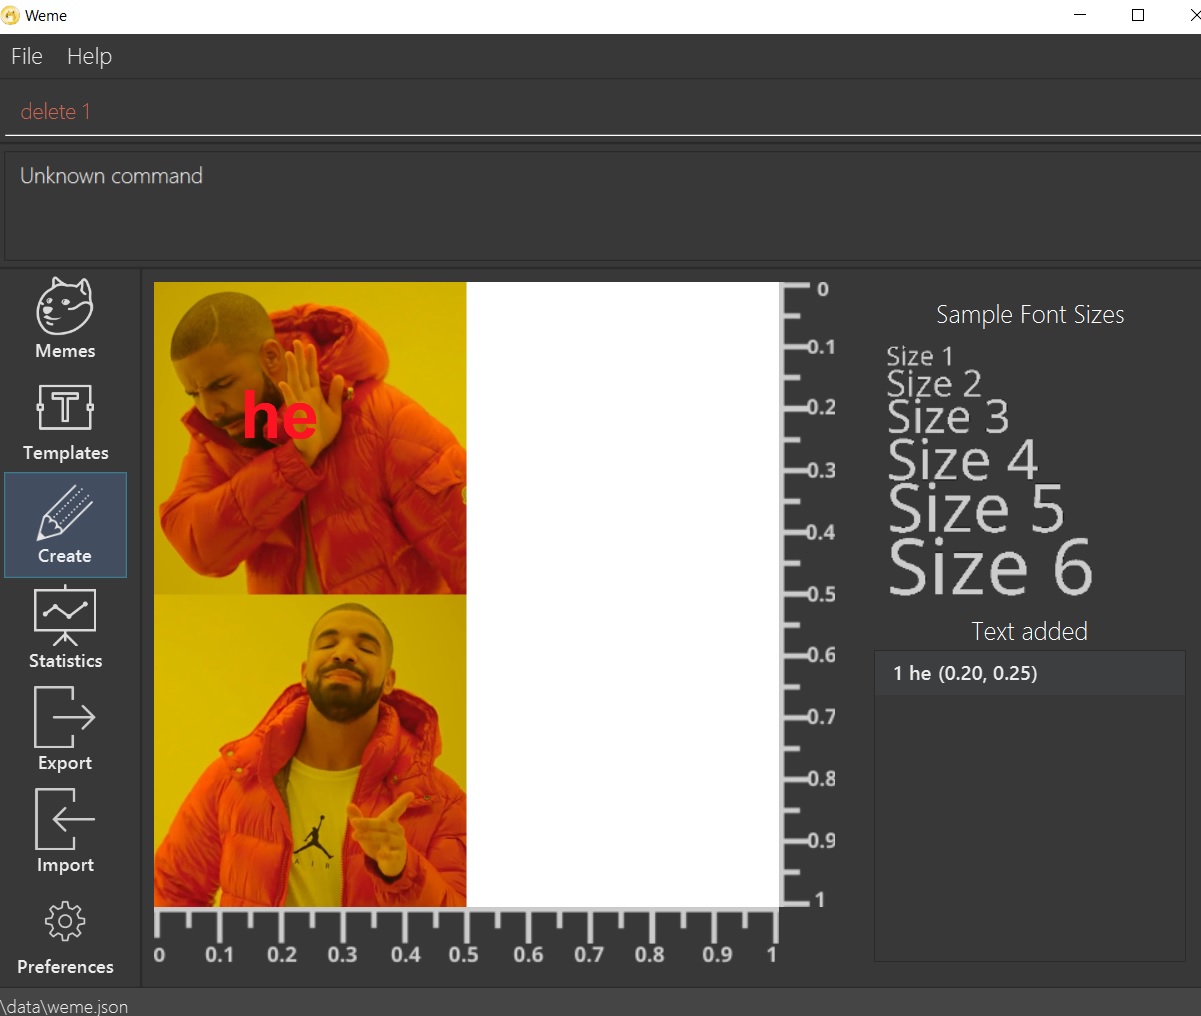 Weme
File Help
delete 1
Unknown command
Memes
Templates
Create
Statistics
Export
Import
Preferences
he
AIR
0
0.1
0.2
0.3
0.4
0.5
0.6
0.7
0.8
0.9
1
0 0.1 0.2 0.3 0.4 0.5 0.6 0.7 0.8 0.9 1
Sample Font Sizes
Size 1
Size 2
Size 3
Size 4
Size 5
Size 6
Text added
1 he (0.20, 0.25)
\data\weme.json